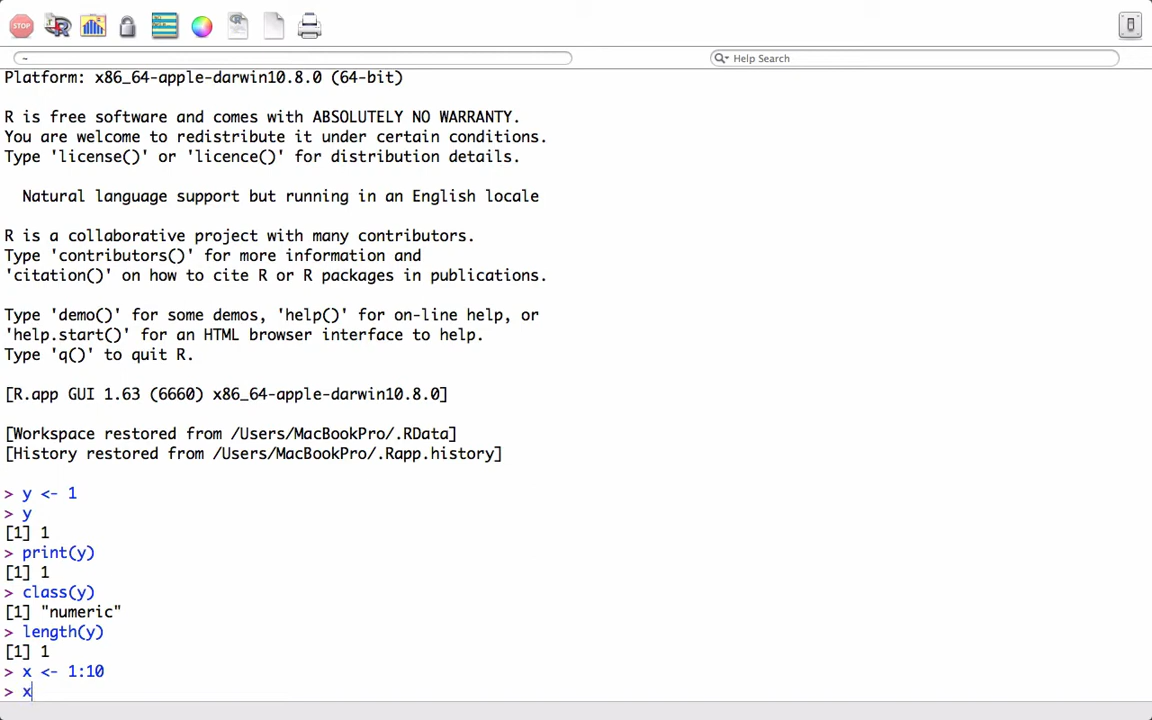 STOP
~
Help Search
Platform: x86_64-apple-darwin10.8.0 (64-bit)
R is free software and comes with ABSOLUTELY NO WARRANTY.
You are welcome to redistribute it under certain conditions.
Type 'license()' or 'licence()' for distribution details.
Natural language support but running in an English locale
R is a collaborative project with many contributors.
Type 'contributors()' for more information and
'citation()' on how to cite R or R packages in publications.
Type 'demo()' for some demos, 'help()' for on-line help, or
'help.start()' for an HTML browser interface to help.
Type 'q()' to quit R.
[R.app GUI 1.63 (6660) x86_64-apple-darwin10.8.0]
[Workspace restored from /Users/MacBookPro/.RData]
[History restored from /Users/MacBookPro/.Rapp.history]
> y <- 1
> y
[1] 1
> print(y)
[1] 1
> class(y)
[1] "numeric"
> length(y)
[1] 1
> x <- 1:10
> x